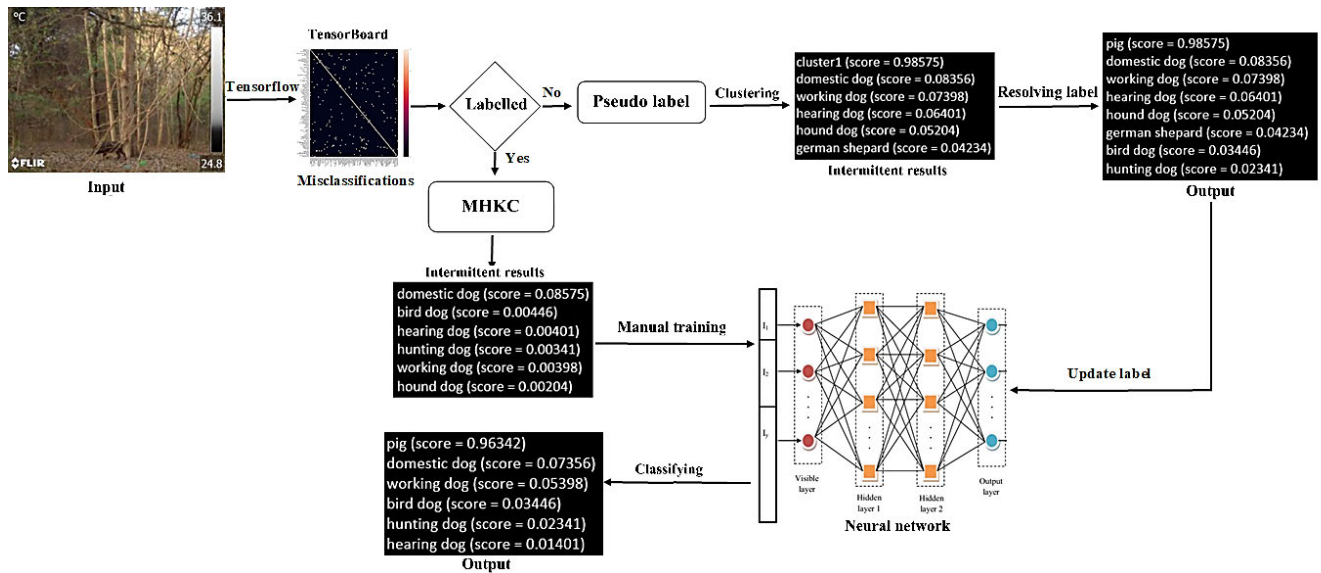 °C
36.1
24.8
FLIR
Input
Tensorflow
TensorBoard
Misclassifications
Labelled
No
Yes
Pseudo label
Clustering
cluster1 (score = 0.98575)
domestic dog (score = 0.08356)
working dog (score = 0.07398)
hearing dog (score = 0.06401)
hound dog (score = 0.05204)
german shepard (score = 0.04234)
Intermittent results
Resolving label
pig (score = 0.98575)
domestic dog (score = 0.08356)
working dog (score = 0.07398)
hearing dog (score = 0.06401)
hound dog (score = 0.05204)
german shepard (score = 0.04234)
bird dog (score = 0.03446)
hunting dog (score = 0.02341)
Output
MHKC
Intermittent results
domestic dog (score = 0.08575)
bird dog (score = 0.00446)
hearing dog (score = 0.00401)
hunting dog (score = 0.00341)
working dog (score = 0.00398)
hound dog (score = 0.00204)
Manual training
I1
I2
Visible layer
Hidden layer 1
Hidden layer 2
Output layer
Neural network
Update label
Classifying
pig (score = 0.96342)
domestic dog (score = 0.07356)
working dog (score = 0.05398)
bird dog (score = 0.03446)
hunting dog (score = 0.02341)
hearing dog (score = 0.01401)
Output